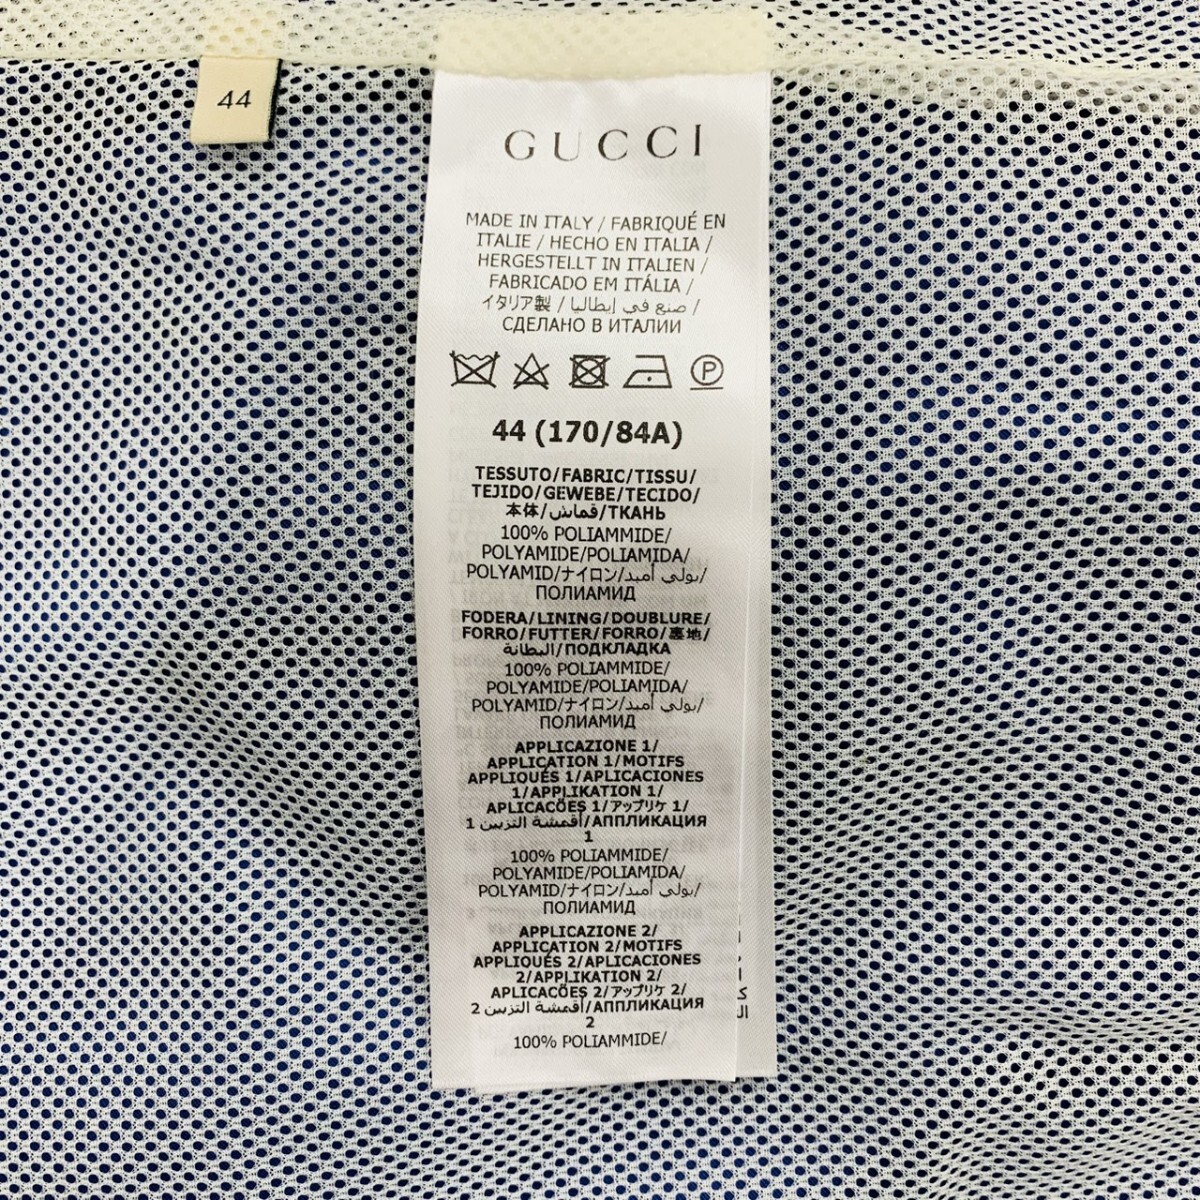 44
GUCCI
MADE IN ITALY / FABRIQUÉ EN
ITALIE / HECHO EN ITALIA /
HERGESTELLT IN ITALIEN /
FABRICADO EM ITÁLIA /
イタリア製 / صنع في إيطاليا /
СДЕЛАНО В ИТАЛИИ
P
44 (170/84A)
TESSUTO/FABRIC/TISSU/
TEJIDO/GEWEBE/TECIDO/
本体/قماش/ТКАНЬ
100% POLIAMMIDE/
POLYAMIDE/POLIAMIDA/
POLYAMID/ナイロン/بولي أميد/
ПОЛИАМИД
FODERA/LINING/DOUBLURE/
FORRO/FUTTER/FORRO/裏地/
البطانة/ПОДКЛАДКА
100% POLIAMMIDE/
POLYAMIDE/POLIAMIDA/
POLYAMID/ナイロン/بولي أميد/
ПОЛИАМИД
APPLICAZIONE 1/
APPLICATION 1/MOTIFS
APPLIQUÉS 1/APLICACIONES
1/APPLIKATION 1/
APLICACÕES 1/アップリケ 1/
أقمشة التزيين 1/АППЛИКАЦИЯ
1
100% POLIAMMIDE/
POLYAMIDE/POLIAMIDA/
POLYAMID/ナイロン/بولي أميد/
ПОЛИАМИД
APPLICAZIONE 2/
APPLICATION 2/MOTIFS
APPLIQUÉS 2/APLICACIONES
2/APPLIKATION 2/
APLICACÕES 2/アップリケ 2/
أقمشة التزيين 2/АППЛИКАЦИЯ
2
100% POLIAMMIDE/